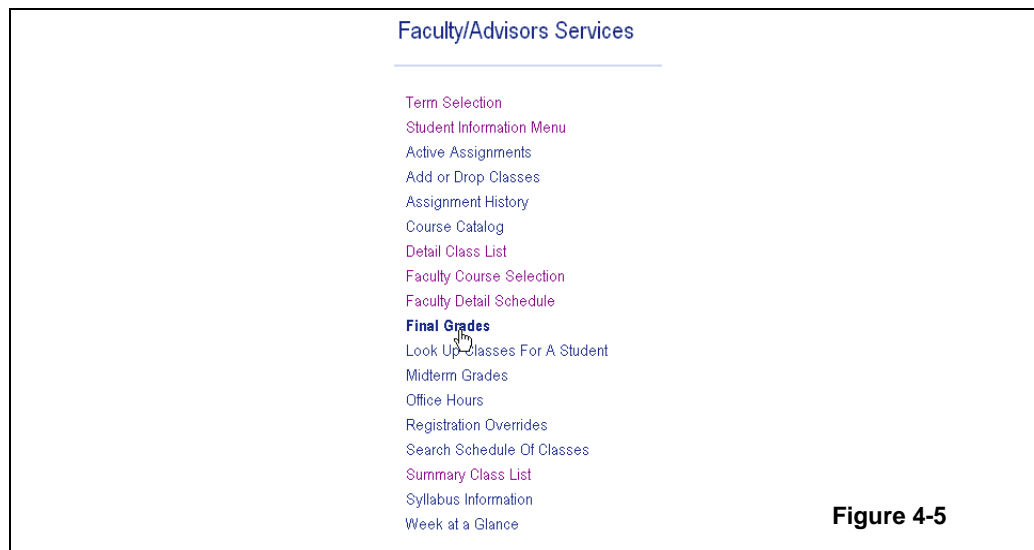 Faculty/Advisors Services
Term Selection
Student Information Menu
Active Assignments
Add or Drop Classes
Assignment History
Course Catalog
Detail Class List
Faculty Course Selection
Faculty Detail Schedule
Final Grades
Look Up Classes For A Student
Midterm Grades
Office Hours
Registration Overrides
Search Schedule Of Classes
Summary Class List
Syllabus Information
Week at a Glance
Figure 4-5